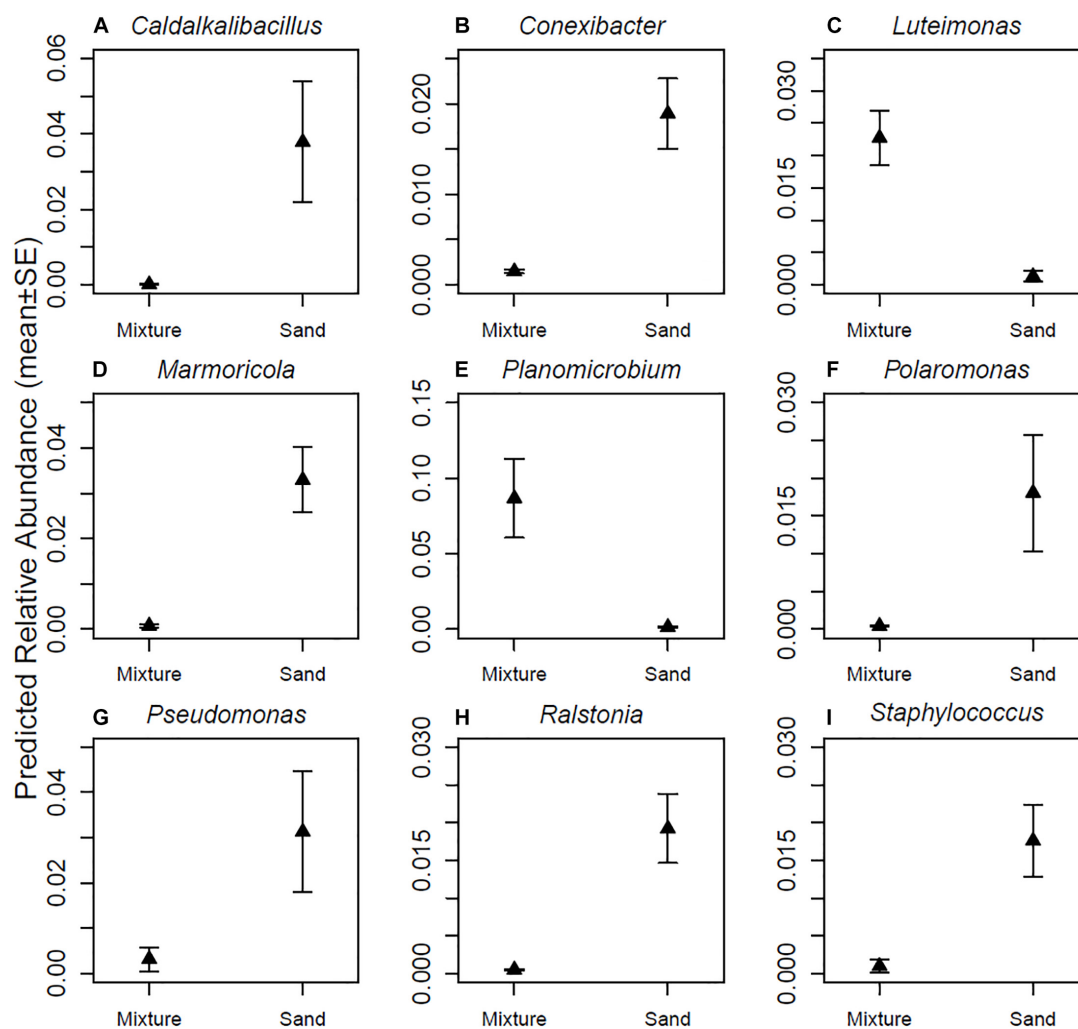 Predicted Relative Abundance (mean±SE)
A Caldalkalibacillus
0.06
0.04
0.02
0.00
Mixture Sand
B Conexibacter
0.020
0.010
0.000
Mixture Sand
C Luteimonas
0.030
0.015
0.000
Mixture Sand
D Marmoricola
0.04
0.02
0.00
Mixture Sand
E Planomicrobium
0.15
0.10
0.05
0.00
Mixture Sand
F Polaromonas
0.030
0.015
0.000
Mixture Sand
G Pseudomonas
0.04
0.02
0.00
Mixture Sand
H Ralstonia
0.030
0.015
0.000
Mixture Sand
I Staphylococcus
0.030
0.015
0.000
Mixture Sand